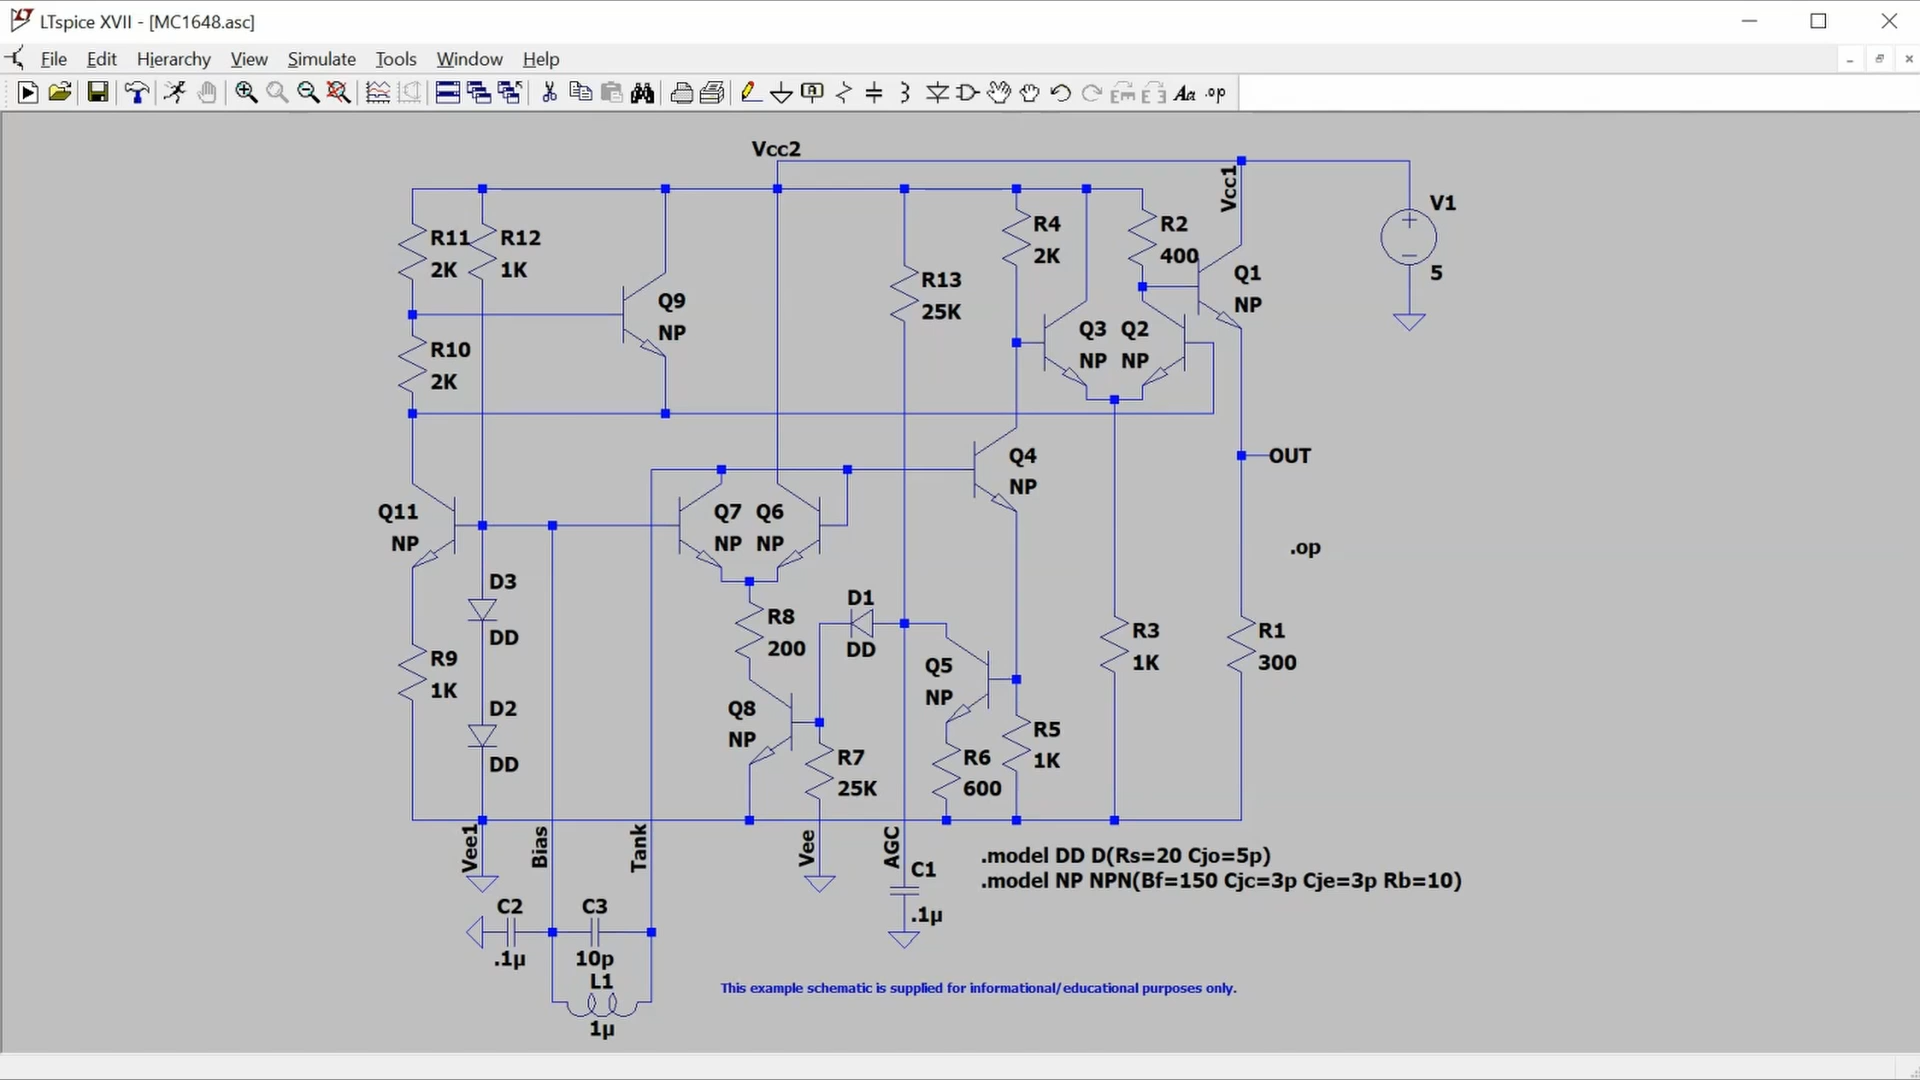 LTspice XVII - [MC1648.asc]
File Edit Hierarchy View Simulate Tools Window Help
Aa .op
Vcc2
Vcc1
V1
5
R11
2K
R12
1K
Q9
NP
R13
25K
R4
2K
R2
400
Q1
NP
R10
2K
Q3
NP
Q2
NP
Q4
NP
OUT
Q11
NP
Q7
NP
Q6
NP
.op
D3
DD
D1
DD
R8
200
R9
1K
Q5
NP
R3
1K
R1
300
D2
DD
Q8
NP
R7
25K
R6
600
R5
1K
Vee1
Bias
Tank
Vee
AGC
C1
.1µ
.model DD D(Rs=20 Cjo=5p)
.model NP NPN(Bf=150 Cjc=3p Cje=3p Rb=10)
C2
.1µ
C3
10p
L1
1µ
This example schematic is supplied for informational/educational purposes only.